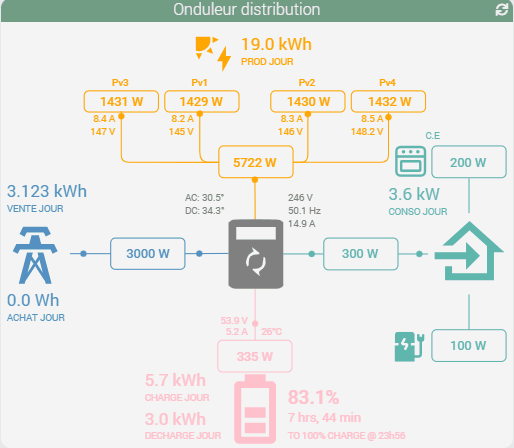 Onduleur distribution
19.0 kWh
PROD JOUR
Pv3
Pv1
Pv2
Pv4
1431 W
1429 W
1430 W
1432 W
8.4 A
8.2 A
8.3 A
8.5 A
147 V
145 V
146 V
148.2 V
C.E
5722 W
200 W
3.123 kWh
VENTE JOUR
AC: 30.5°
DC: 34.3°
246 V
50.1 Hz
14.9 A
3.6 kW
CONSO JOUR
3000 W
300 W
0.0 Wh
ACHAT JOUR
53.9 V
5.2 A
26°C
335 W
100 W
5.7 kWh
CHARGE JOUR
3.0 kWh
DECHARGE JOUR
83.1%
7 hrs, 44 min
TO 100% CHARGE @ 23h56